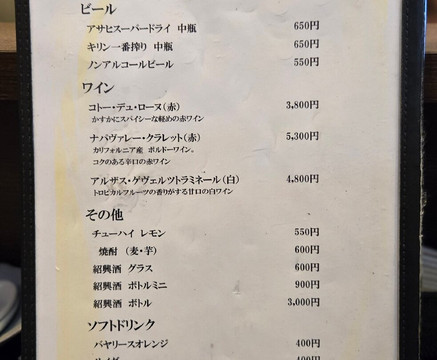 ビール
アサヒスーパードライ 中瓶 650円
キリン一番搾り 中瓶 650円
ノンアルコールビール 550円
ワイン
コトー・デュ・ローヌ(赤) 3,800円
かすかにスパイシーな軽めの赤ワイン
ナパヴァレー・クラレット(赤) 5,300円
カリフォルニア産 ボルドーワイン。
コクのある辛口の赤ワイン
アルザス・ゲヴェルツトラミネール(白) 4,800円
トロピカルフルーツの香りがする甘口の白ワイン
その他
チューハイ レモン 550円
焼酎 (麦・芋) 600円
紹興酒 グラス 600円
紹興酒 ボトルミニ 900円
紹興酒 ボトル 3,000円
ソフトドリンク
バヤリースオレンジ 400円